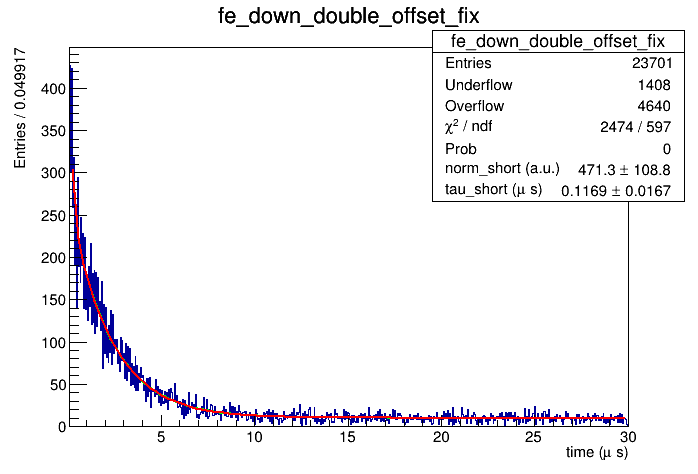 fe_down_double_offset_fix
fe_down_double_offset_fix
Entries 23701
Underflow 1408
Overflow 4640
χ² / ndf 2474 / 597
Prob 0
norm_short (a.u.) 471.3 ± 108.8
tau_short (μ s) 0.1169 ± 0.0167
Entries / 0.049917
400
350
300
250
200
150
100
50
0
5 10 15 20 25 30
time (μ s)